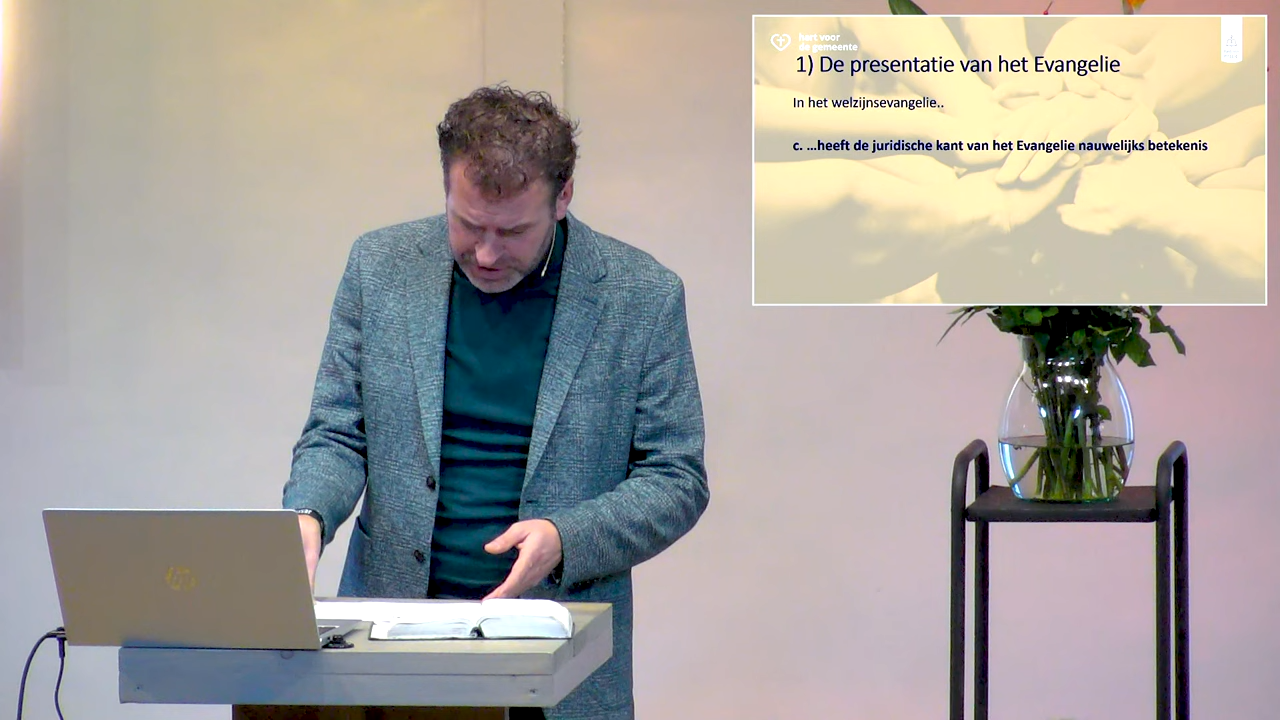 hart voor
de gemeente
1) De presentatie van het Evangelie
In het welzijnsevangelie..
c. …heeft de juridische kant van het Evangelie nauwelijks betekenis
hp